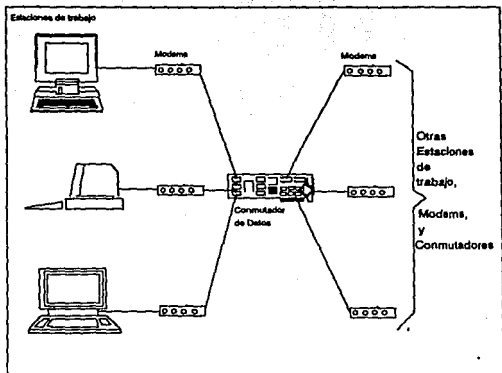 Estaciones de trabajo
Modems
Modems
Conmutador
de Datos
Otras
Estaciones
de
trabajo,
Modems,
y
Conmutadores